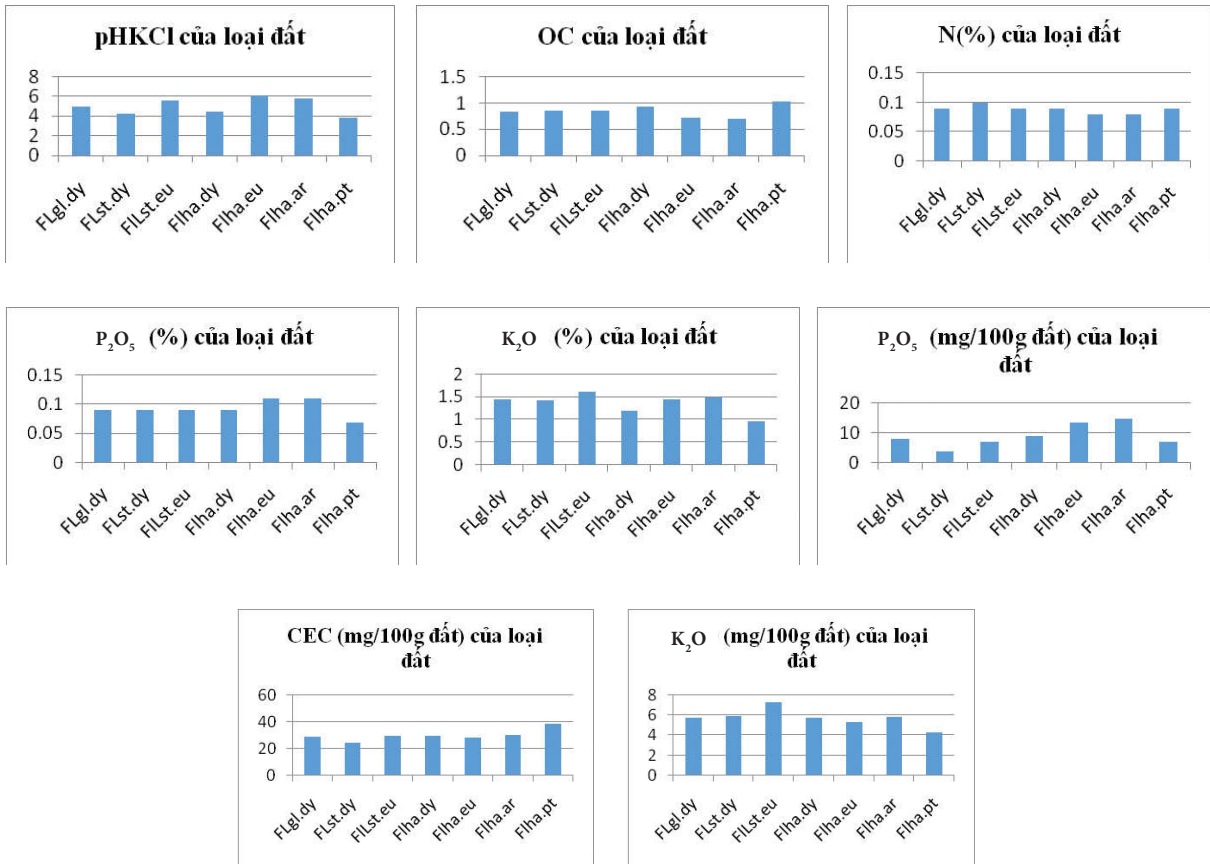 pHKCl của loại đất
8
6
4
2
0
FLgl.dy
FLst.dy
FlLst.eu
Flha.dy
Flha.eu
Flha.ar
Flha.pt
OC của loại đất
1.5
1
0.5
0
FLgl.dy
FLst.dy
FlLst.eu
Flha.dy
Flha.eu
Flha.ar
Flha.pt
N(%) của loại đất
0.15
0.1
0.05
0
FLgl.dy
FLst.dy
FlLst.eu
Flha.dy
Flha.eu
Flha.ar
Flha.pt
P₂O₅ (%) của loại đất
0.15
0.1
0.05
0
FLgl.dy
FLst.dy
FlLst.eu
Flha.dy
Flha.eu
Flha.ar
Flha.pt
K₂O (%) của loại đất
2
1.5
1
0.5
0
FLgl.dy
FLst.dy
FlLst.eu
Flha.dy
Flha.eu
Flha.ar
Flha.pt
P₂O₅ (mg/100g đất) của loại
đất
20
10
0
FLgl.dy
FLst.dy
FlLst.eu
Flha.dy
Flha.eu
Flha.ar
Flha.pt
CEC (mg/100g đất) của loại
đất
60
40
20
0
FLgl.dy
FLst.dy
FlLst.eu
Flha.dy
Flha.eu
Flha.ar
Flha.pt
K₂O (mg/100g đất) của loại
đất
8
6
4
2
0
FLgl.dy
FLst.dy
FlLst.eu
Flha.dy
Flha.eu
Flha.ar
Flha.pt